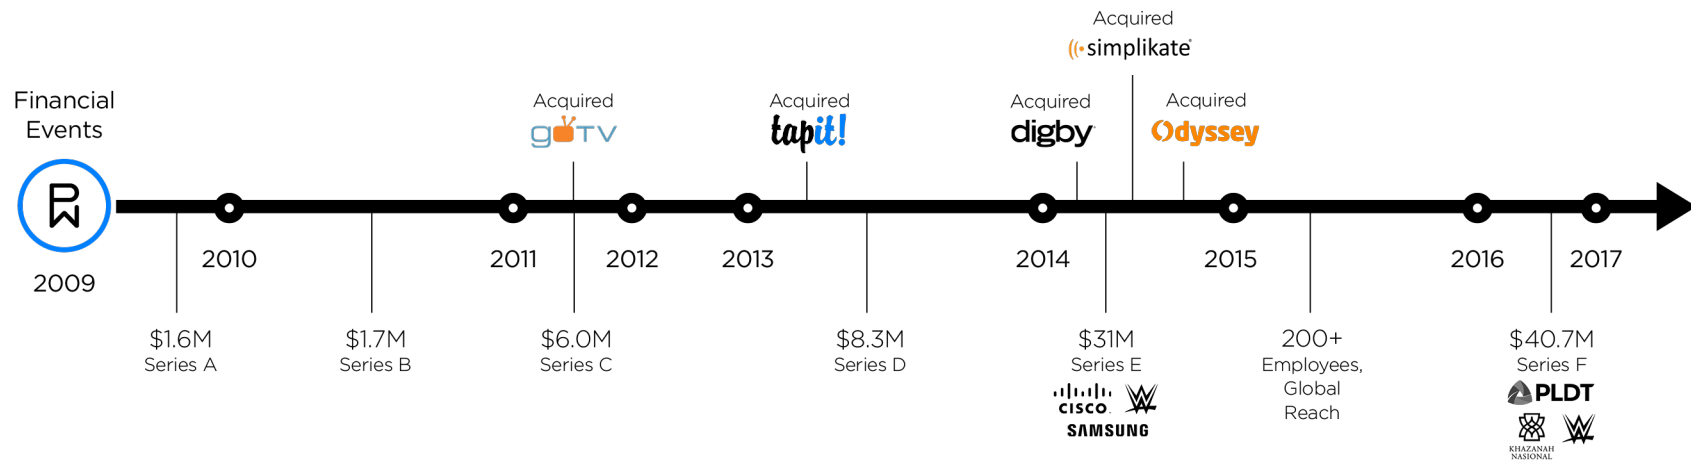 Financial
Events
PW
2009
2010
2011
2012
2013
2014
2015
2016
2017
Acquired
goTV
Acquired
tapit!
Acquired
digby
Acquired
simplikate
Acquired
Odyssey
$1.6M
Series A
$1.7M
Series B
$6.0M
Series C
$8.3M
Series D
$31M
Series E
CISCO
W
SAMSUNG
200+
Employees,
Global
Reach
$40.7M
Series F
PLDT
KHAZANAH
NASIONAL
W